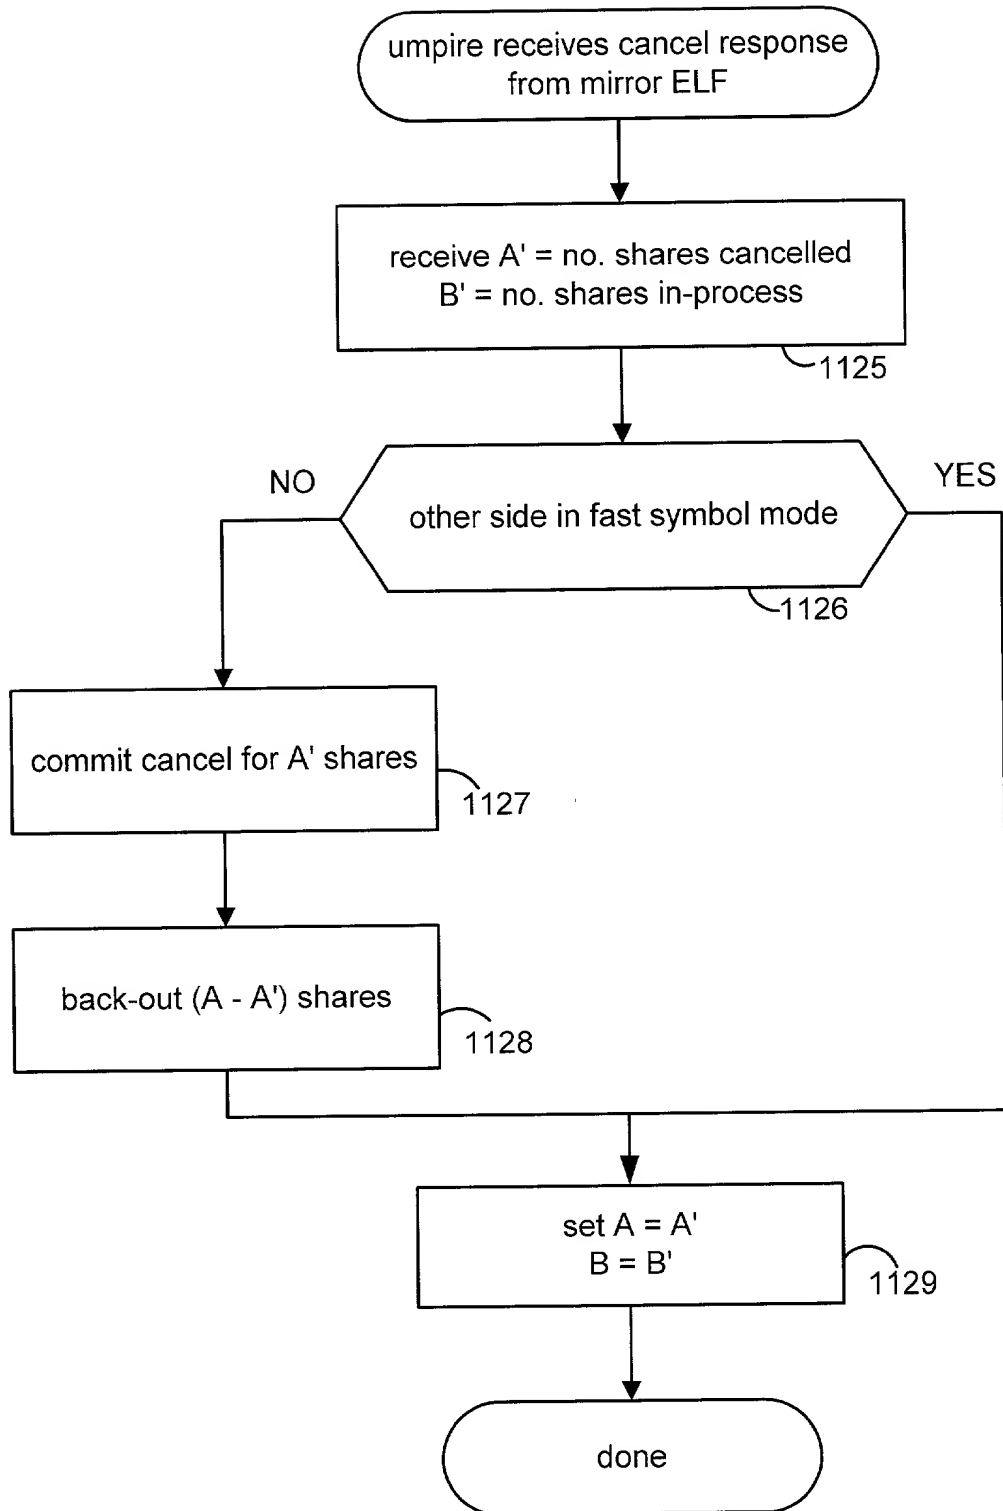 umpire receives cancel response
from mirror ELF
receive A' = no. shares cancelled
B' = no. shares in-process
1125
NO
YES
other side in fast symbol mode
1126
commit cancel for A' shares
1127
back-out (A - A') shares
1128
set A = A'
B = B'
1129
done